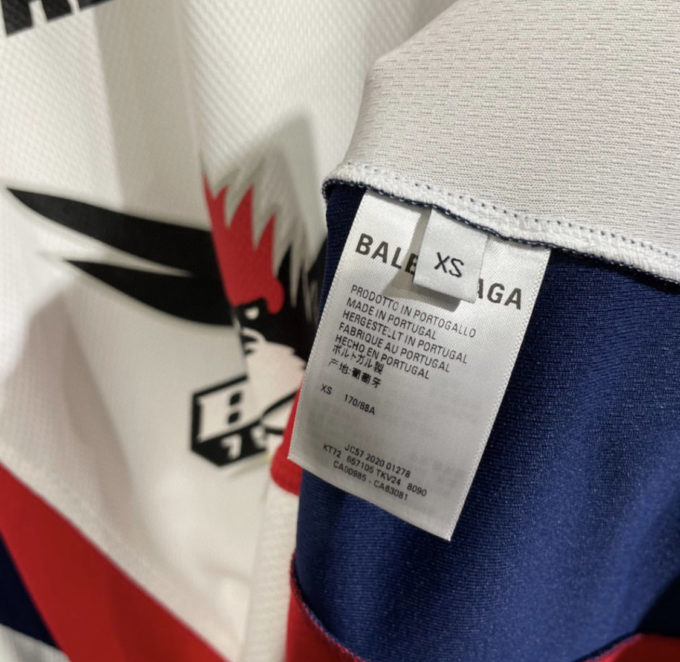 BALE AGA
XS
PRODOTTO IN PORTOGALLO
MADE IN PORTUGAL
HERGESTELLT IN PORTUGAL
FABRIQUE AU PORTUGAL
HECHO EN PORTUGAL
ポルトガル製
产地:葡萄牙
XS 170/88A
JC57 2020 01278
KT72 657105 TKV24 8090
CA00985 - CA83081